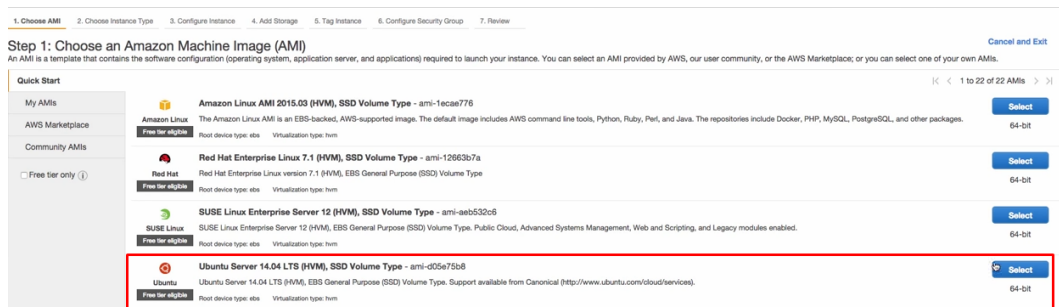 1. Choose AMI 2. Choose Instance Type 3. Configure Instance 4. Add Storage 5. Tag Instance 6. Configure Security Group 7. Review
Step 1: Choose an Amazon Machine Image (AMI)
Cancel and Exit
An AMI is a template that contains the software configuration (operating system, application server, and applications) required to launch your instance. You can select an AMI provided by AWS, our user community, or the AWS Marketplace; or you can select one of your own AMIs.
Quick Start
1 to 22 of 22 AMIs
My AMIs
AWS Marketplace
Community AMIs
Free tier only
Amazon Linux
Free tier eligible
Amazon Linux AMI 2015.03 (HVM), SSD Volume Type - ami-1ecae776
The Amazon Linux AMI is an EBS-backed, AWS-supported image. The default image includes AWS command line tools, Python, Ruby, Perl, and Java. The repositories include Docker, PHP, MySQL, PostgreSQL, and other packages.
Root device type: ebs Virtualization type: hvm
Select
64-bit
Red Hat
Free tier eligible
Red Hat Enterprise Linux 7.1 (HVM), SSD Volume Type - ami-12663b7a
Red Hat Enterprise Linux version 7.1 (HVM), EBS General Purpose (SSD) Volume Type
Root device type: ebs Virtualization type: hvm
Select
64-bit
SUSE Linux
Free tier eligible
SUSE Linux Enterprise Server 12 (HVM), SSD Volume Type - ami-aeb532c6
SUSE Linux Enterprise Server 12 (HVM), EBS General Purpose (SSD) Volume Type. Public Cloud, Advanced Systems Management, Web and Scripting, and Legacy modules enabled.
Root device type: ebs Virtualization type: hvm
Select
64-bit
Ubuntu
Free tier eligible
Ubuntu Server 14.04 LTS (HVM), SSD Volume Type - ami-d05e75b8
Ubuntu Server 14.04 LTS (HVM), EBS General Purpose (SSD) Volume Type. Support available from Canonical (http://www.ubuntu.com/cloud/services).
Root device type: ebs Virtualization type: hvm
Select
64-bit